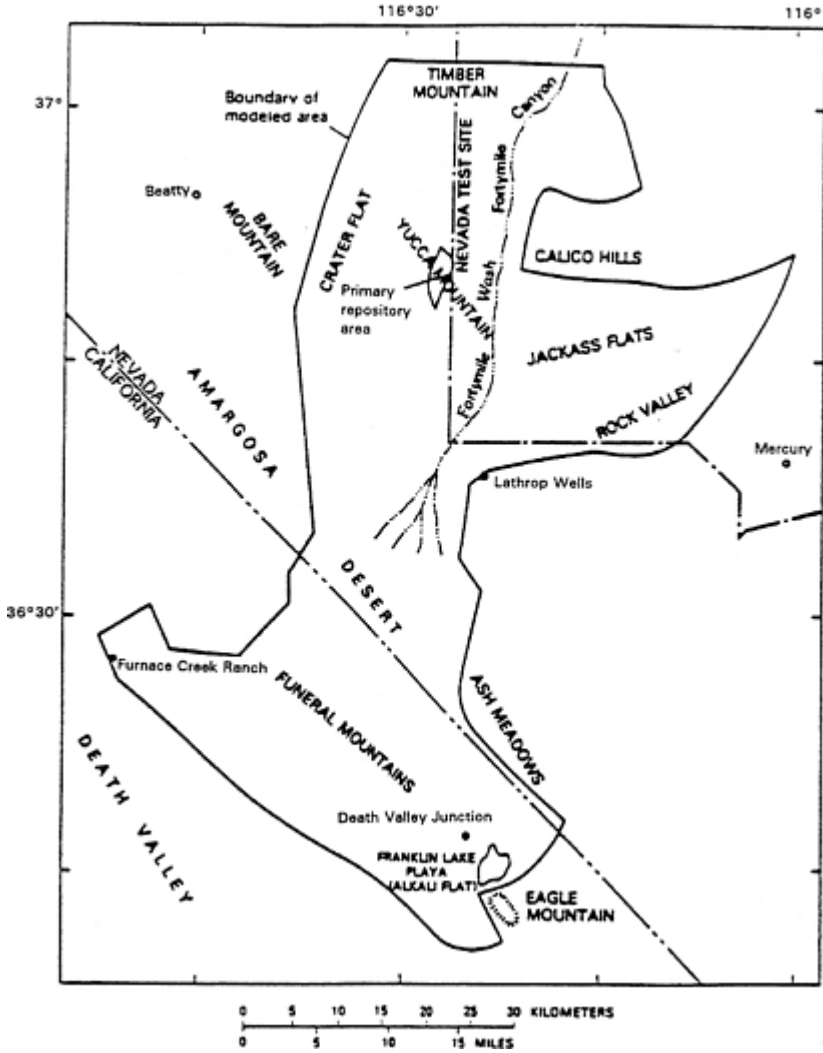 116°30'
116°
37°
TIMBER
MOUNTAIN
Canyon
Boundary of
modeled area
NEVADA TEST SITE
Fortymile
Beatty
BARE
MOUNTAIN
CRATER FLAT
YUCCA MOUNTAIN
CALICO HILLS
Wash
Primary
repository
area
JACKASS FLATS
NEVADA
CALIFORNIA
Fortymile
AMARGOSA
ROCK VALLEY
Mercury
Lathrop Wells
DESERT
36°30'
Furnace Creek Ranch
FUNERAL MOUNTAINS
ASH MEADOWS
DEATH VALLEY
Death Valley Junction
FRANKLIN LAKE
PLAYA
(ALKALI FLAT)
EAGLE
MOUNTAIN
0 5 10 15 20 25 30 KILOMETERS
0 5 10 15 MILES